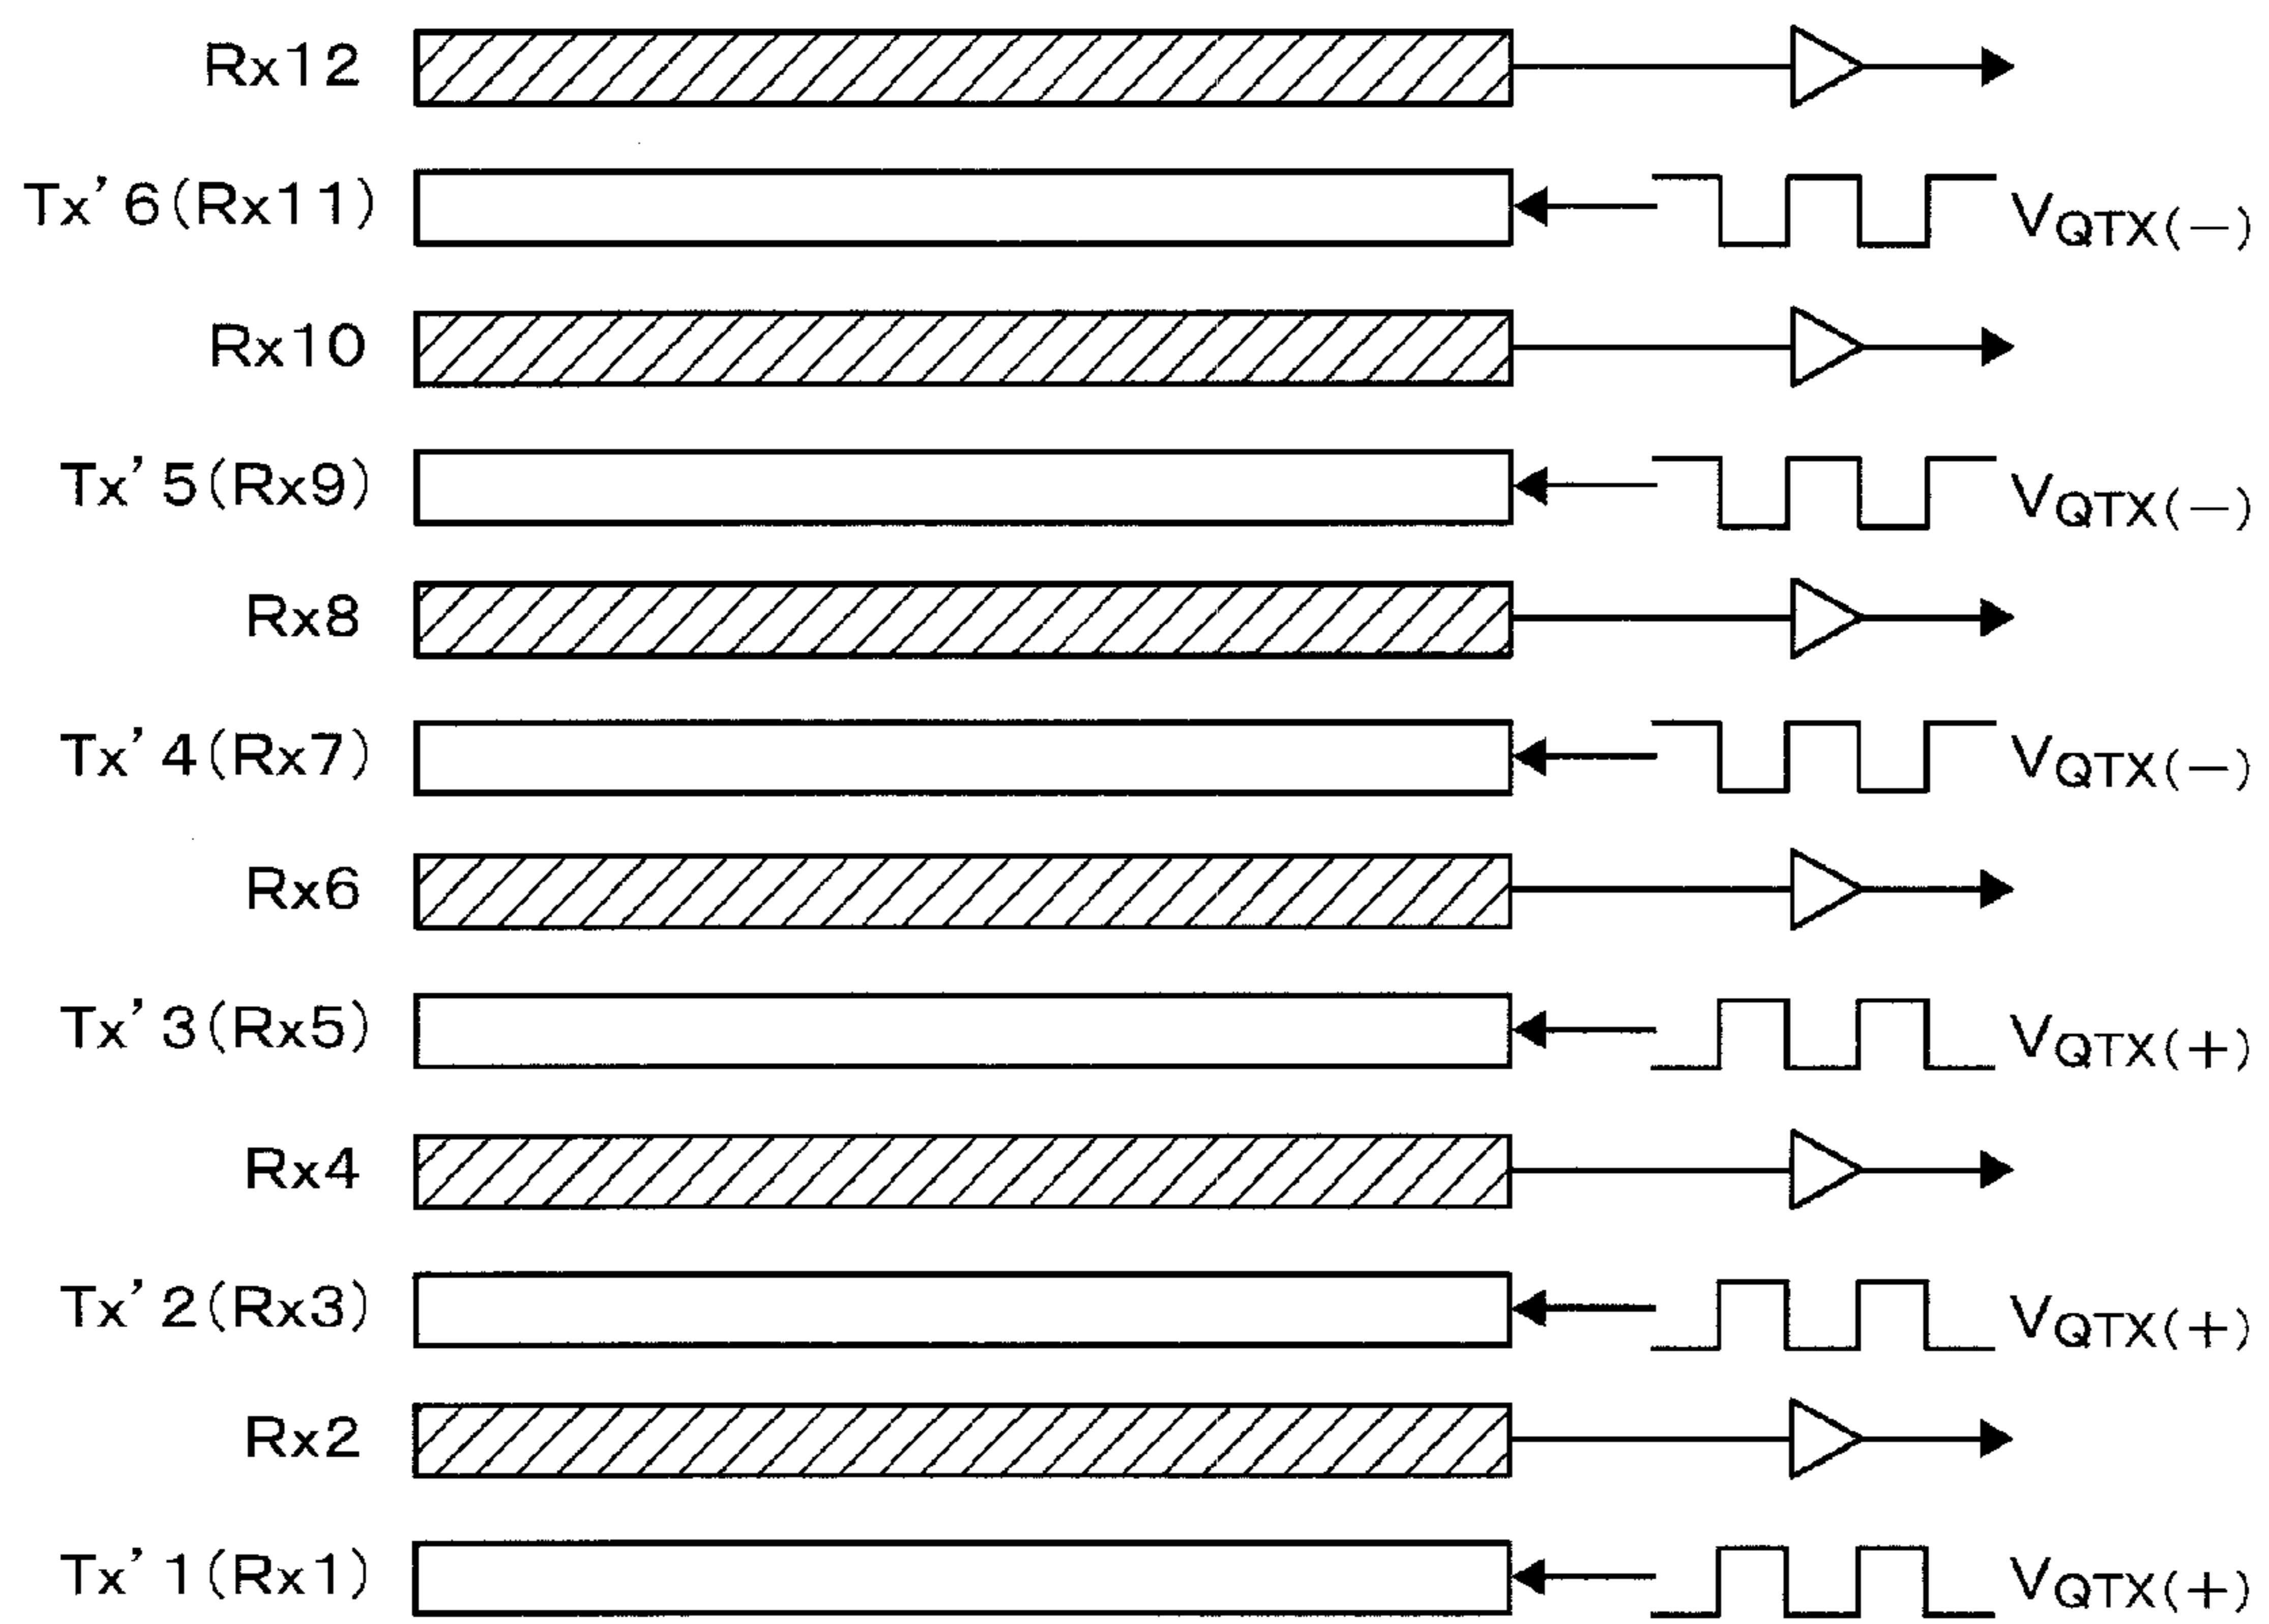 Rx12
Tx'6(Rx11) VQTX(−)
Rx10
Tx'5(Rx9) VQTX(−)
Rx8
Tx'4(Rx7) VQTX(−)
Rx6
Tx'3(Rx5) VQTX(+)
Rx4
Tx'2(Rx3) VQTX(+)
Rx2
Tx'1(Rx1) VQTX(+)